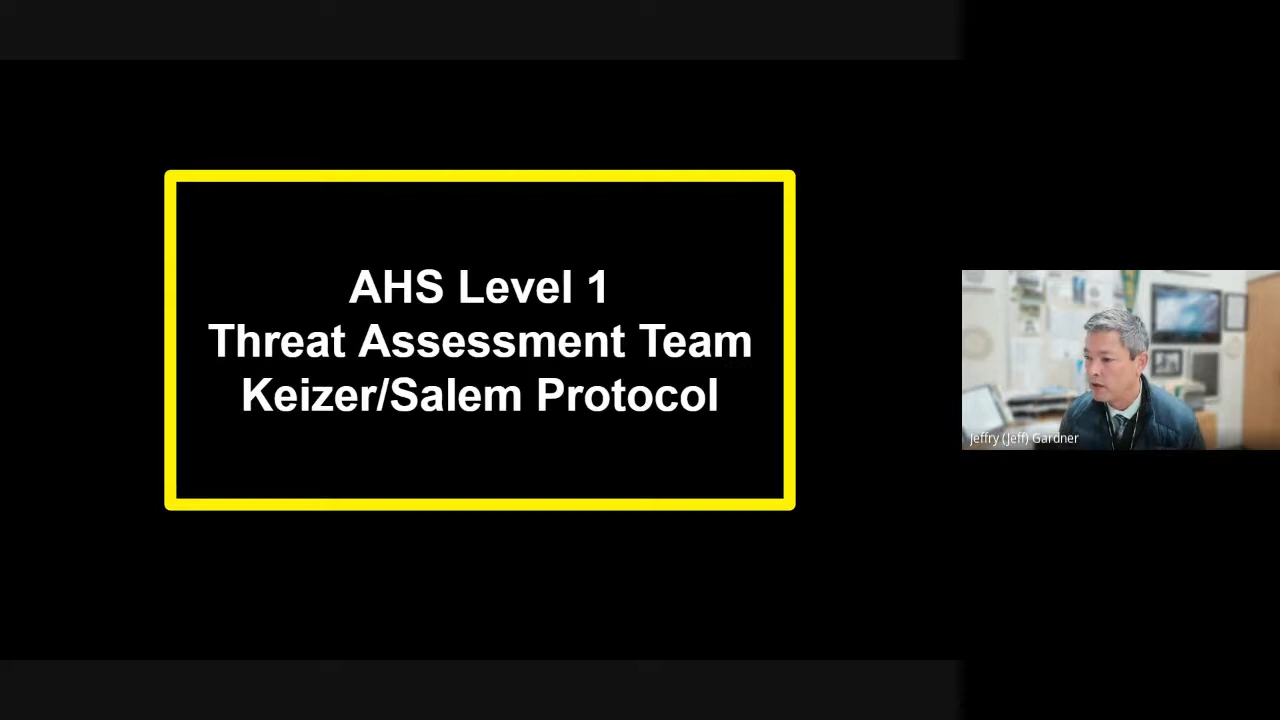 AHS Level 1
Threat Assessment Team
Keizer/Salem Protocol
Jeffry (Jeff) Gardner